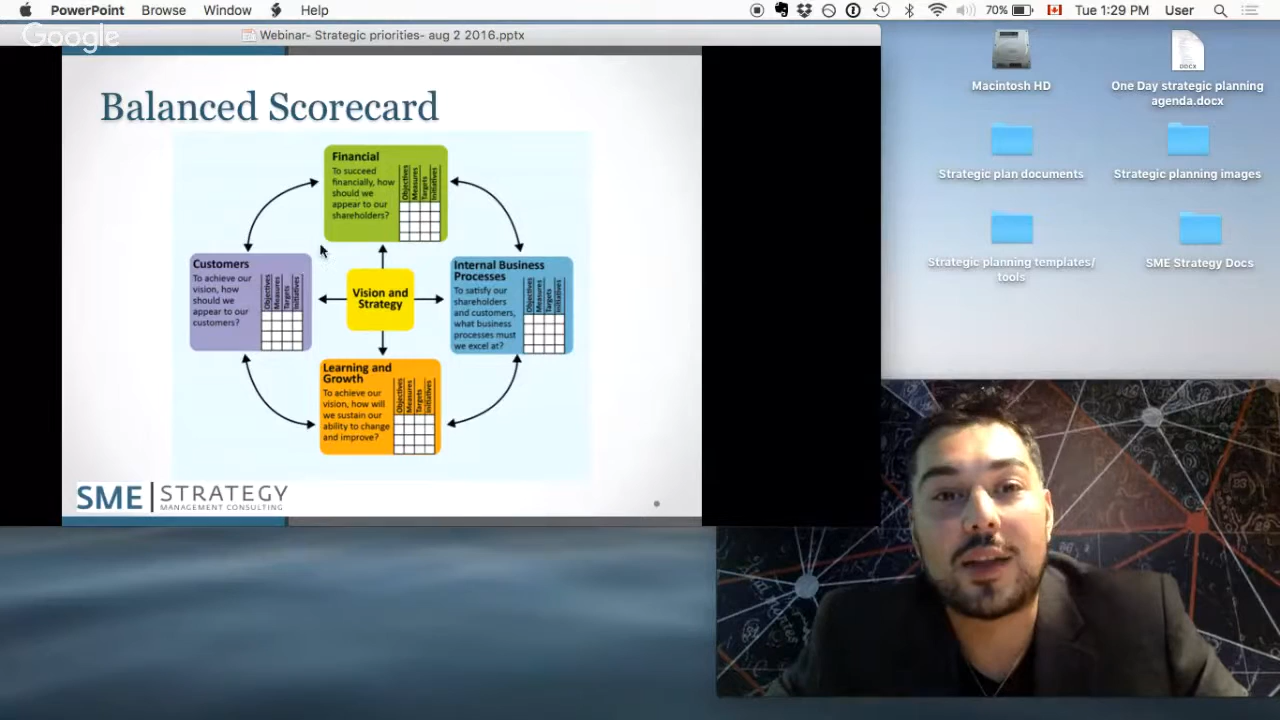 PowerPoint Browse Window Help
70% Tue 1:29 PM User
Google
Webinar- Strategic priorities- aug 2 2016.pptx
Balanced Scorecard
Financial
To succeed
financially, how
should we
appear to our
shareholders?
Objectives
Measures
Targets
Initiatives
Customers
To achieve our
vision, how
should we
appear to our
customers?
Objectives
Measures
Targets
Initiatives
Vision and
Strategy
Internal Business
Processes
To satisfy our
shareholders
and customers,
what business
processes must
we excel at?
Objectives
Measures
Targets
Initiatives
Learning and
Growth
To achieve our
vision, how will
we sustain our
ability to change
and improve?
Objectives
Measures
Targets
Initiatives
SME STRATEGY
MANAGEMENT CONSULTING
Macintosh HD
DOCX
One Day strategic planning
agenda.docx
Strategic plan documents
Strategic planning images
Strategic planning templates/
tools
SME Strategy Docs